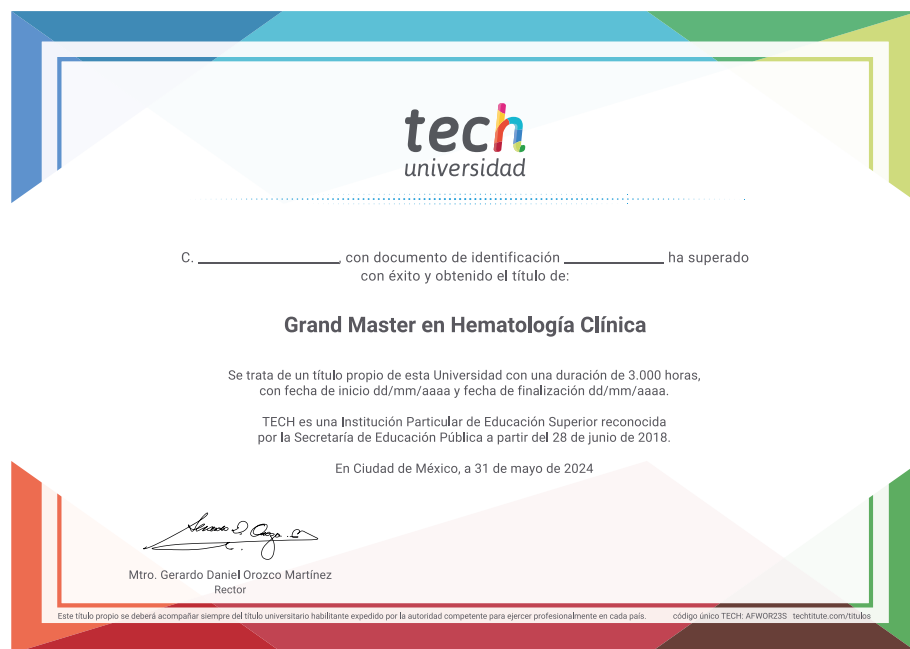 tech
universidad
C. ________________, con documento de identificación ____________ ha superado
con éxito y obtenido el título de:
Grand Master en Hematología Clínica
Se trata de un título propio de esta Universidad con una duración de 3.000 horas,
con fecha de inicio dd/mm/aaaa y fecha de finalización dd/mm/aaaa.
TECH es una Institución Particular de Educación Superior reconocida
por la Secretaría de Educación Pública a partir del 28 de junio de 2018.
En Ciudad de México, a 31 de mayo de 2024
Mtro. Gerardo Daniel Orozco Martínez
Rector
Este título propio se deberá acompañar siempre del título universitario habilitante expedido por la autoridad competente para ejercer profesionalmente en cada país. código único TECH: AFWOR23S techtitute.com/titulos